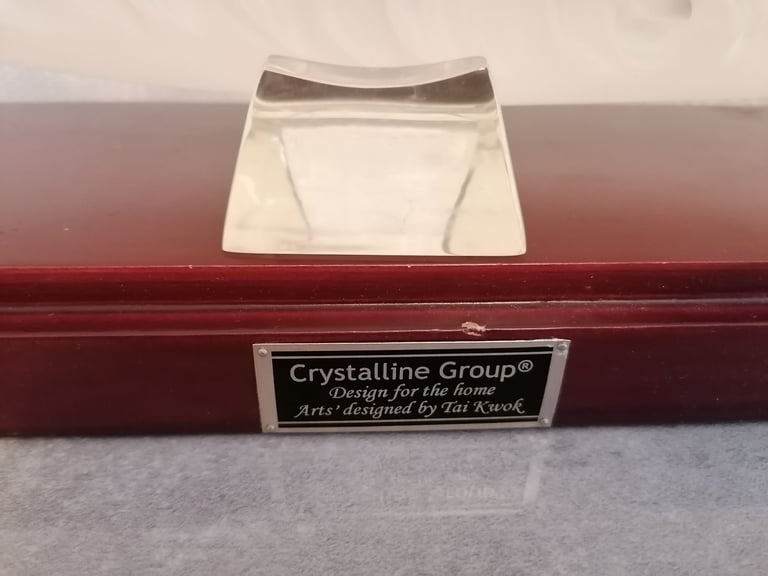 Crystalline Group®
Design for the home
Arts' designed by Tai Kwok